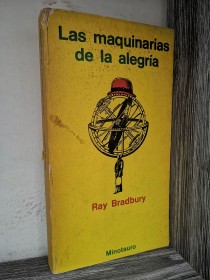 Las maquinarias
de la alegría
Ray Bradbury
Minotauro